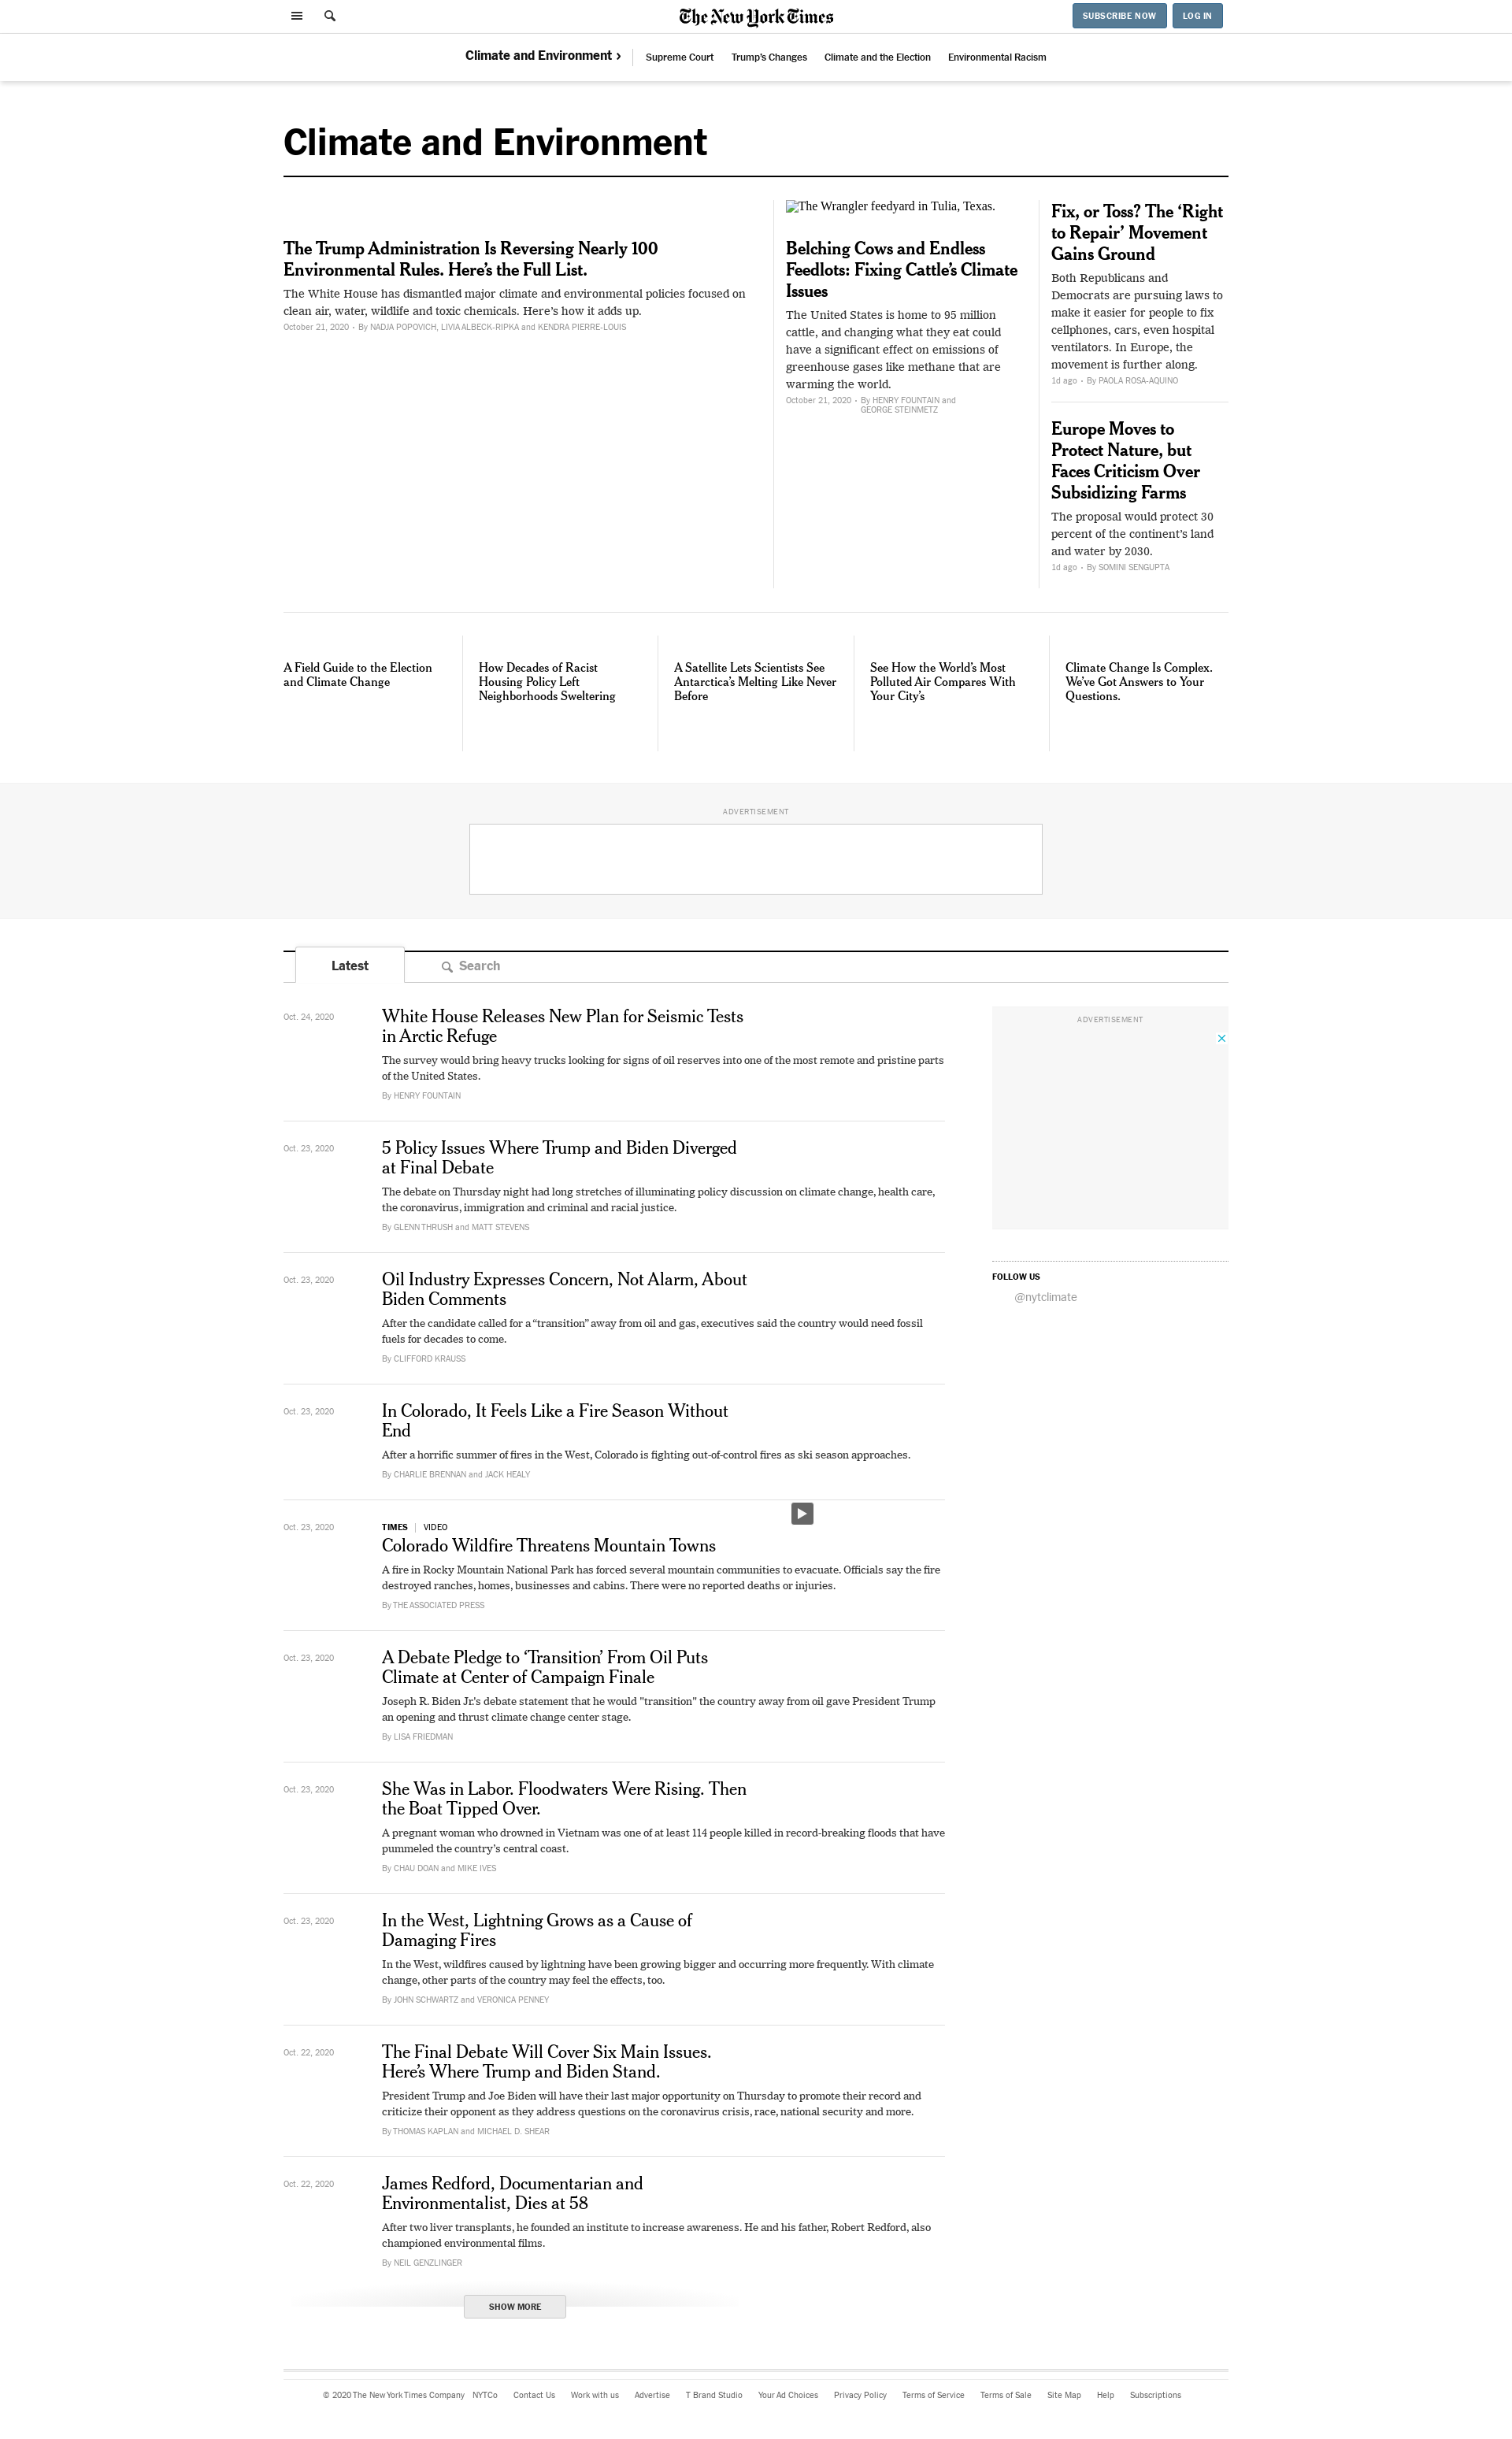 The New York Times
SUBSCRIBE NOW
LOG IN
Climate and Environment ›
Supreme Court
Trump's Changes
Climate and the Election
Environmental Racism
Climate and Environment
The Trump Administration Is Reversing Nearly 100
Environmental Rules. Here's the Full List.
The White House has dismantled major climate and environmental policies focused on
clean air, water, wildlife and toxic chemicals. Here's how it adds up.
October 21, 2020 • By NADJA POPOVICH, LIVIA ALBECK-RIPKA and KENDRA PIERRE-LOUIS
The Wrangler feedyard in Tulia, Texas.
Belching Cows and Endless
Feedlots: Fixing Cattle's Climate
Issues
The United States is home to 95 million
cattle, and changing what they eat could
have a significant effect on emissions of
greenhouse gases like methane that are
warming the world.
October 21, 2020 • By HENRY FOUNTAIN and
GEORGE STEINMETZ
Fix, or Toss? The 'Right
to Repair' Movement
Gains Ground
Both Republicans and
Democrats are pursuing laws to
make it easier for people to fix
cellphones, cars, even hospital
ventilators. In Europe, the
movement is further along.
1d ago • By PAOLA ROSA-AQUINO
Europe Moves to
Protect Nature, but
Faces Criticism Over
Subsidizing Farms
The proposal would protect 30
percent of the continent's land
and water by 2030.
1d ago • By SOMINI SENGUPTA
A Field Guide to the Election
and Climate Change
How Decades of Racist
Housing Policy Left
Neighborhoods Sweltering
A Satellite Lets Scientists See
Antarctica's Melting Like Never
Before
See How the World's Most
Polluted Air Compares With
Your City's
Climate Change Is Complex.
We've Got Answers to Your
Questions.
ADVERTISEMENT
Latest
Search
Oct. 24, 2020
White House Releases New Plan for Seismic Tests
in Arctic Refuge
The survey would bring heavy trucks looking for signs of oil reserves into one of the most remote and pristine parts
of the United States.
By HENRY FOUNTAIN
ADVERTISEMENT
Oct. 23, 2020
5 Policy Issues Where Trump and Biden Diverged
at Final Debate
The debate on Thursday night had long stretches of illuminating policy discussion on climate change, health care,
the coronavirus, immigration and criminal and racial justice.
By GLENN THRUSH and MATT STEVENS
FOLLOW US
@nytclimate
Oct. 23, 2020
Oil Industry Expresses Concern, Not Alarm, About
Biden Comments
After the candidate called for a “transition” away from oil and gas, executives said the country would need fossil
fuels for decades to come.
By CLIFFORD KRAUSS
Oct. 23, 2020
In Colorado, It Feels Like a Fire Season Without
End
After a horrific summer of fires in the West, Colorado is fighting out-of-control fires as ski season approaches.
By CHARLIE BRENNAN and JACK HEALY
Oct. 23, 2020
TIMES | VIDEO
Colorado Wildfire Threatens Mountain Towns
A fire in Rocky Mountain National Park has forced several mountain communities to evacuate. Officials say the fire
destroyed ranches, homes, businesses and cabins. There were no reported deaths or injuries.
By THE ASSOCIATED PRESS
Oct. 23, 2020
A Debate Pledge to ‘Transition’ From Oil Puts
Climate at Center of Campaign Finale
Joseph R. Biden Jr.'s debate statement that he would "transition" the country away from oil gave President Trump
an opening and thrust climate change center stage.
By LISA FRIEDMAN
Oct. 23, 2020
She Was in Labor. Floodwaters Were Rising. Then
the Boat Tipped Over.
A pregnant woman who drowned in Vietnam was one of at least 114 people killed in record-breaking floods that have
pummeled the country's central coast.
By CHAU DOAN and MIKE IVES
Oct. 23, 2020
In the West, Lightning Grows as a Cause of
Damaging Fires
In the West, wildfires caused by lightning have been growing bigger and occurring more frequently. With climate
change, other parts of the country may feel the effects, too.
By JOHN SCHWARTZ and VERONICA PENNEY
Oct. 22, 2020
The Final Debate Will Cover Six Main Issues.
Here's Where Trump and Biden Stand.
President Trump and Joe Biden will have their last major opportunity on Thursday to promote their record and
criticize their opponent as they address questions on the coronavirus crisis, race, national security and more.
By THOMAS KAPLAN and MICHAEL D. SHEAR
Oct. 22, 2020
James Redford, Documentarian and
Environmentalist, Dies at 58
After two liver transplants, he founded an institute to increase awareness. He and his father, Robert Redford, also
championed environmental films.
By NEIL GENZLINGER
SHOW MORE
© 2020 The New York Times Company
NYTCo
Contact Us
Work with us
Advertise
T Brand Studio
Your Ad Choices
Privacy Policy
Terms of Service
Terms of Sale
Site Map
Help
Subscriptions